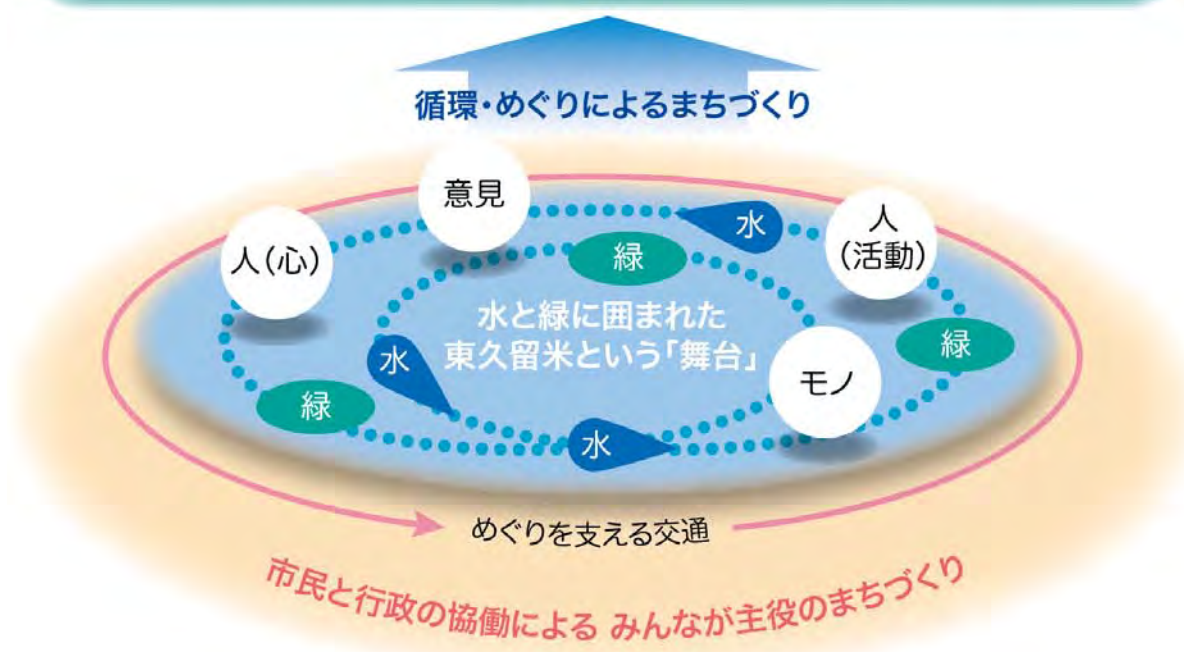 循環・めぐりによるまちづくり
意見
水
人
(活動)
人(心)
緑
水と緑に囲まれた
東久留米という「舞台」
緑
水
モノ
緑
水
めぐりを支える交通
市民と行政の協働による みんなが主役のまちづくり